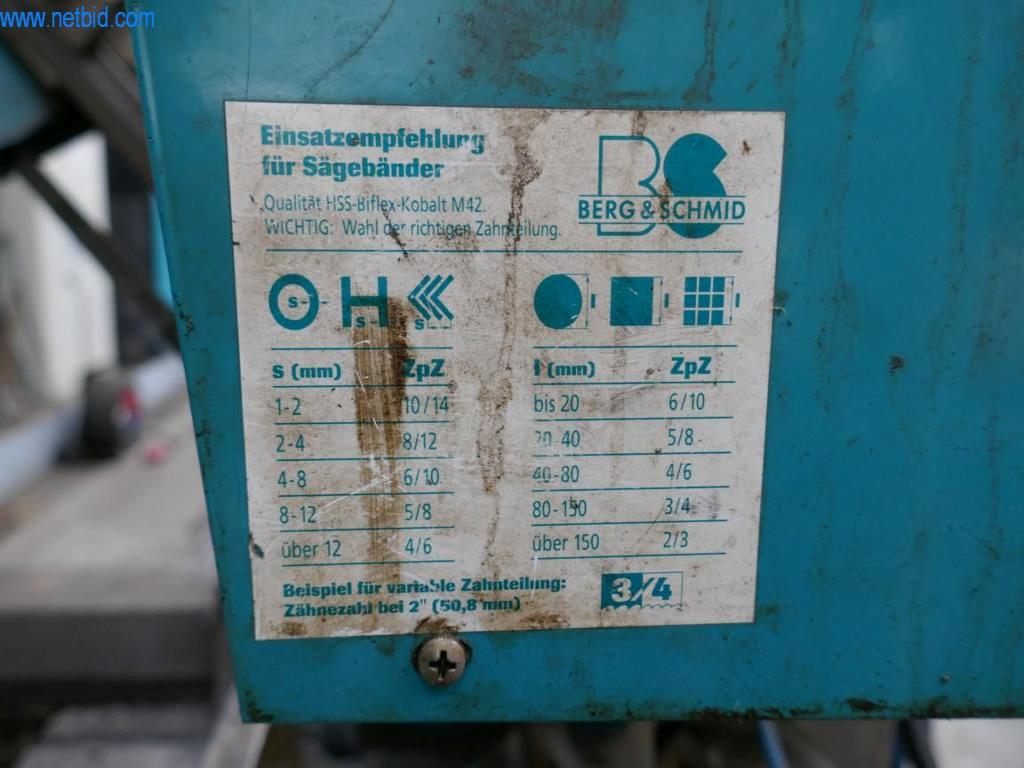 www.netbid.com
Einsatzempfehlung
für Sägebänder
Qualität HSS-Biflex-Kobalt M42.
WICHTIG: Wahl der richtigen Zahnteilung.
BS
BERG & SCHMID
S S S
S (mm) ZpZ
1-2 10/14
2-4 8/12
4-8 6/10
8-12 5/8
über 12 4/6
l (mm) ZpZ
bis 20 6/10
20-40 5/8
40-80 4/6
80-150 3/4
über 150 2/3
Beispiel für variable Zahnteilung:
Zähnezahl bei 2" (50,8 mm)
3/4